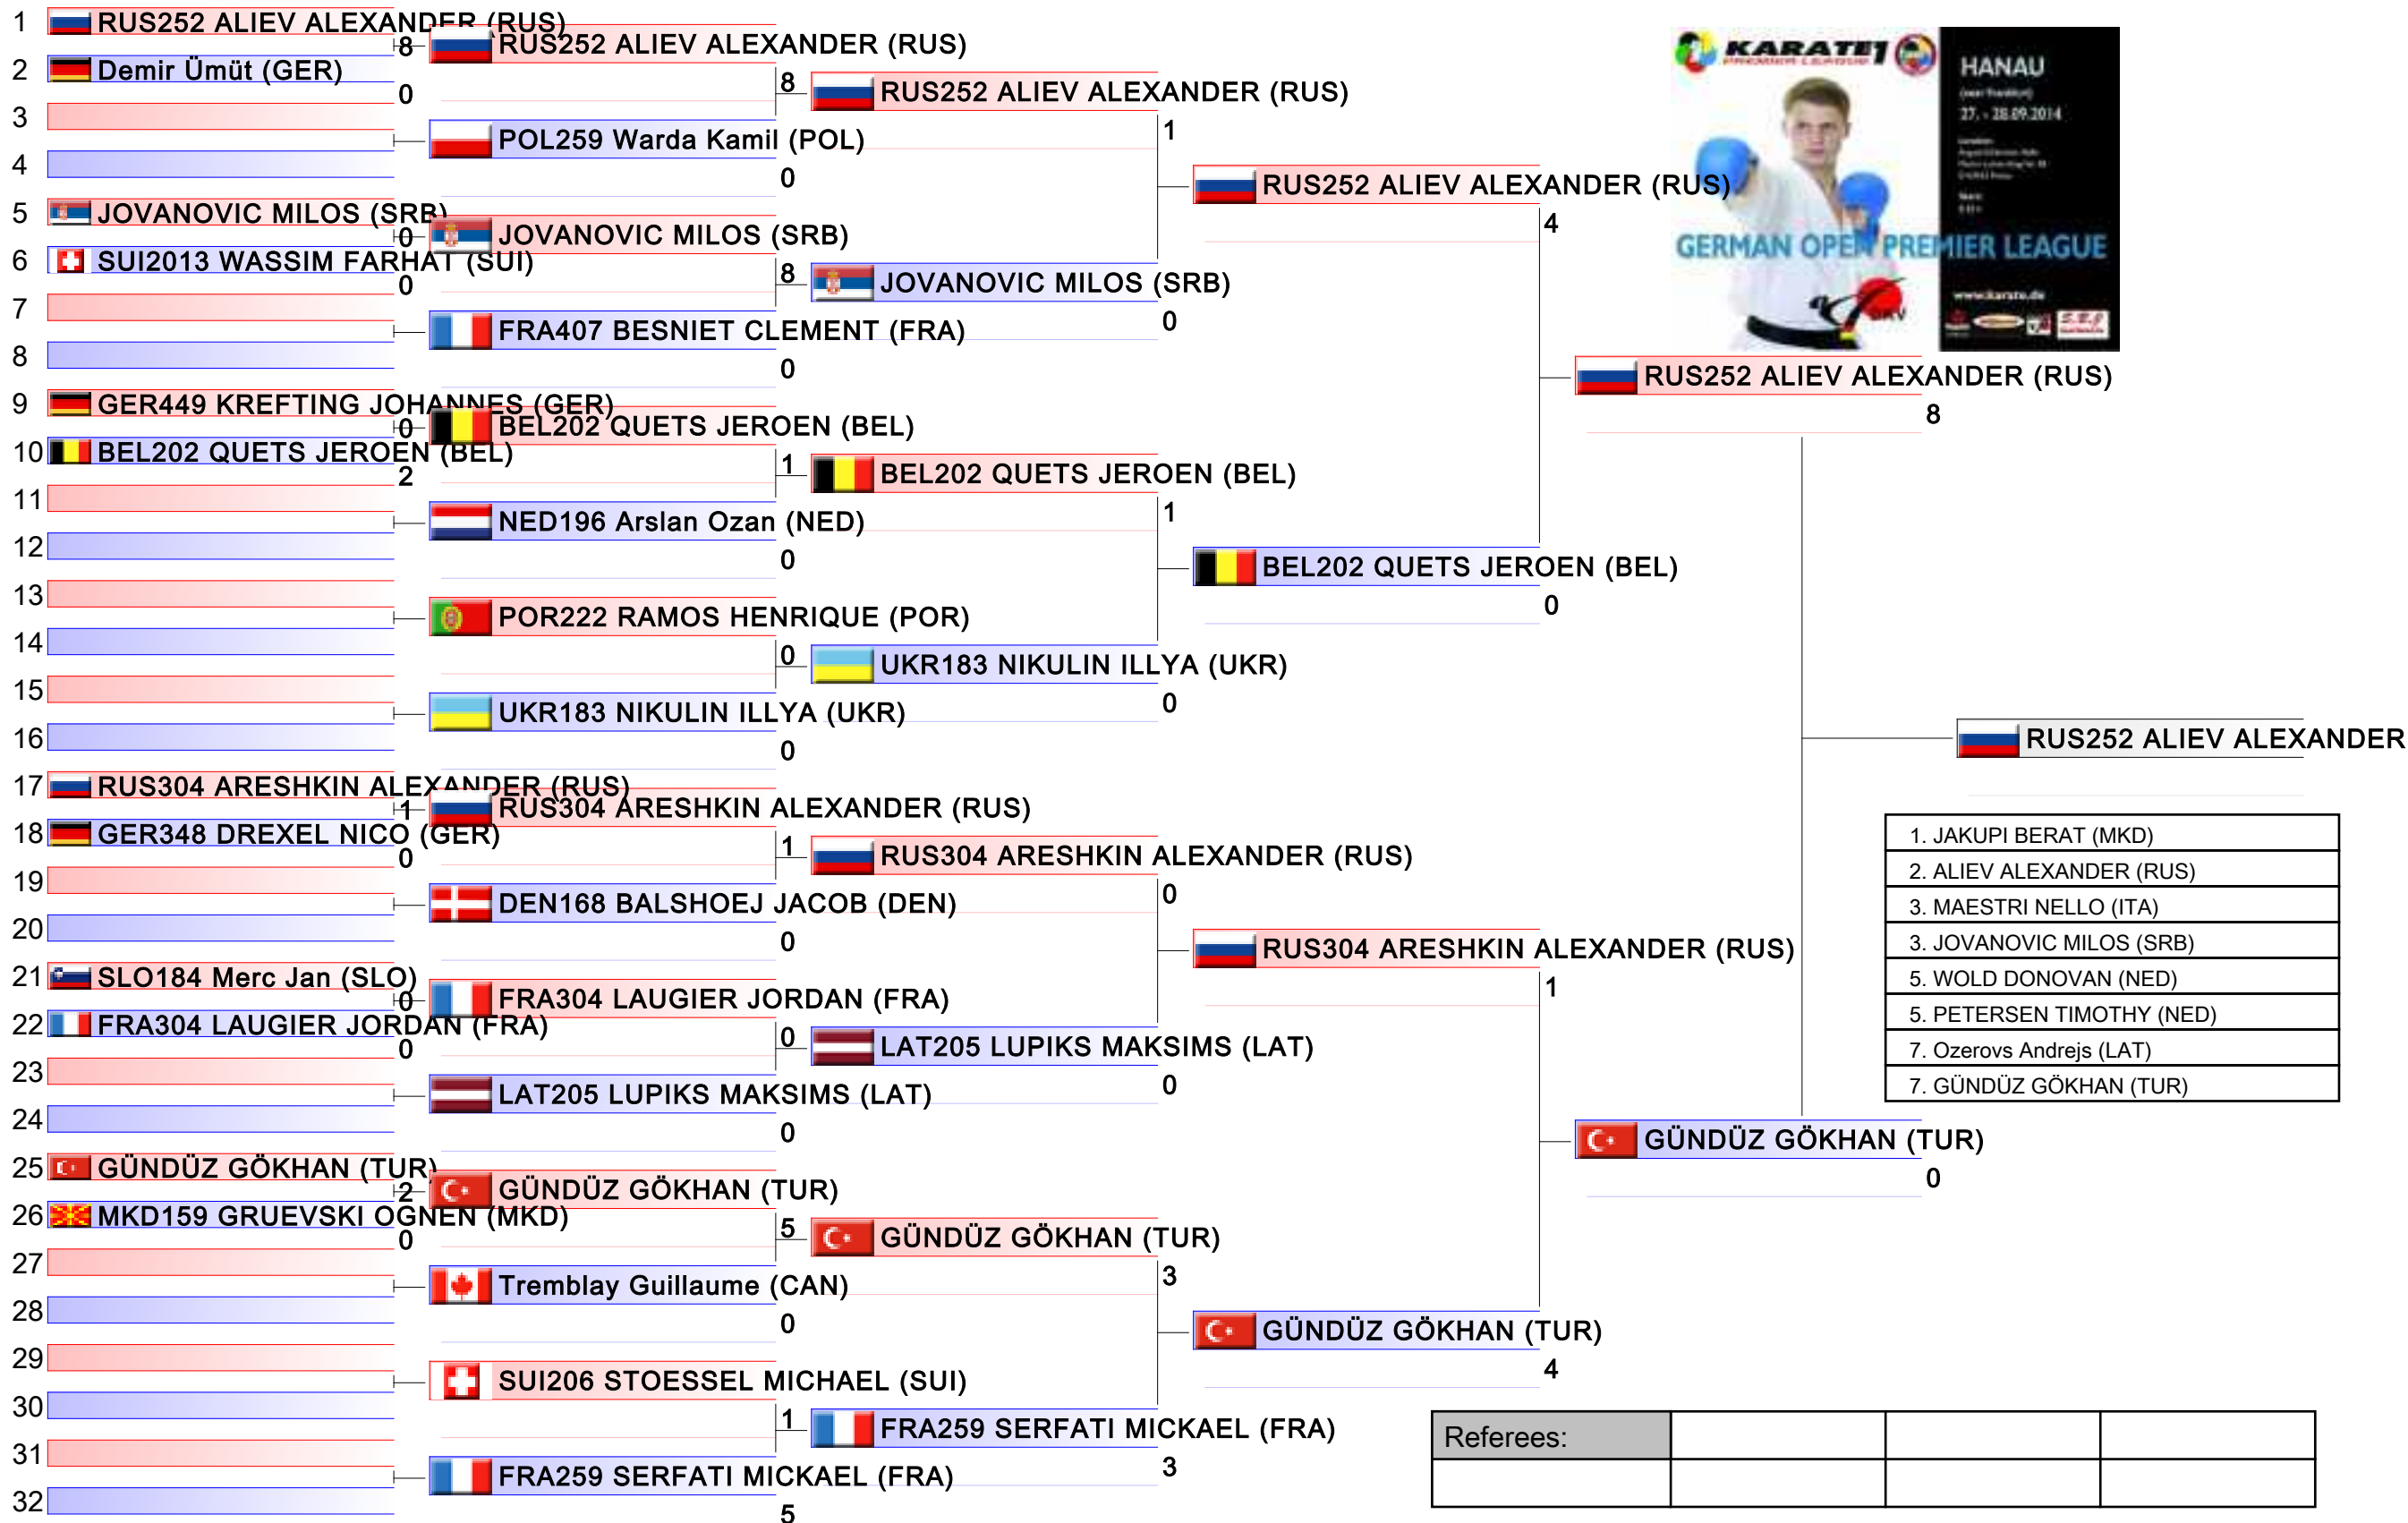 1 RUS252 ALIEV ALEXANDER (RUS)
8
2 Demir Ümüt (GER)
0
3
4
5 JOVANOVIC MILOS (SRB)
0
6 SUI2013 WASSIM FARHAT (SUI)
0
7
8
9 GER449 KREFTING JOHANNES (GER)
0
10 BEL202 QUETS JEROEN (BEL)
2
11
12
13
14
15
16
17 RUS304 ARESHKIN ALEXANDER (RUS)
1
18 GER348 DREXEL NICO (GER)
0
19
20
21 SLO184 Merc Jan (SLO)
0
22 FRA304 LAUGIER JORDAN (FRA)
0
23
24
25 GÜNDÜZ GÖKHAN (TUR)
2
26 MKD159 GRUEVSKI OGNEN (MKD)
0
27
28
29
30
31
32
RUS252 ALIEV ALEXANDER (RUS)
8
POL259 Warda Kamil (POL)
0
JOVANOVIC MILOS (SRB)
8
FRA407 BESNIET CLEMENT (FRA)
0
BEL202 QUETS JEROEN (BEL)
1
NED196 Arslan Ozan (NED)
0
POR222 RAMOS HENRIQUE (POR)
0
UKR183 NIKULIN ILLYA (UKR)
0
RUS304 ARESHKIN ALEXANDER (RUS)
1
DEN168 BALSHOEJ JACOB (DEN)
0
FRA304 LAUGIER JORDAN (FRA)
0
LAT205 LUPIKS MAKSIMS (LAT)
0
GÜNDÜZ GÖKHAN (TUR)
5
Tremblay Guillaume (CAN)
0
SUI206 STOESSEL MICHAEL (SUI)
1
FRA259 SERFATI MICKAEL (FRA)
5
RUS252 ALIEV ALEXANDER (RUS)
1
JOVANOVIC MILOS (SRB)
0
BEL202 QUETS JEROEN (BEL)
1
UKR183 NIKULIN ILLYA (UKR)
0
RUS304 ARESHKIN ALEXANDER (RUS)
0
LAT205 LUPIKS MAKSIMS (LAT)
0
GÜNDÜZ GÖKHAN (TUR)
3
FRA259 SERFATI MICKAEL (FRA)
3
RUS252 ALIEV ALEXANDER (RUS)
4
BEL202 QUETS JEROEN (BEL)
0
RUS304 ARESHKIN ALEXANDER (RUS)
1
GÜNDÜZ GÖKHAN (TUR)
4
RUS252 ALIEV ALEXANDER (RUS)
8
GÜNDÜZ GÖKHAN (TUR)
0
RUS252 ALIEV ALEXANDER
KARATE1
PREMIER LEAGUE
HANAU
27. - 28.09.2014
GERMAN OPEN PREMIER LEAGUE
www.karate.de
1. JAKUPI BERAT (MKD)
2. ALIEV ALEXANDER (RUS)
3. MAESTRI NELLO (ITA)
3. JOVANOVIC MILOS (SRB)
5. WOLD DONOVAN (NED)
5. PETERSEN TIMOTHY (NED)
7. Ozerovs Andrejs (LAT)
7. GÜNDÜZ GÖKHAN (TUR)
Referees: